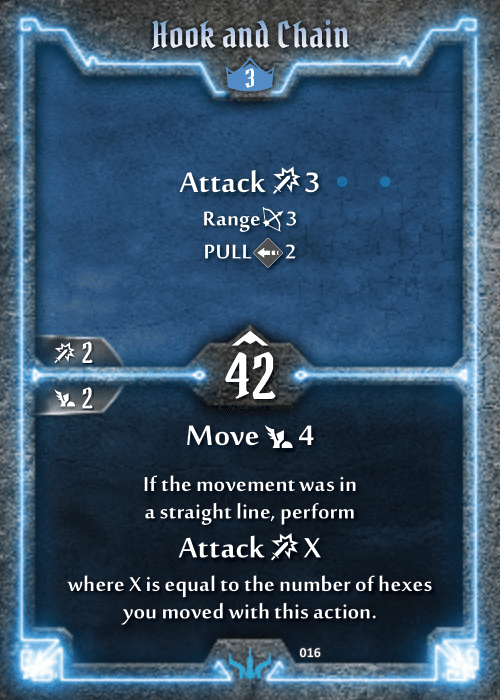 Hook and Chain
3
Attack 3
Range 3
PULL 2
2
42
2
Move 4
If the movement was in
a straight line, perform
Attack X
where X is equal to the number of hexes
you moved with this action.
016